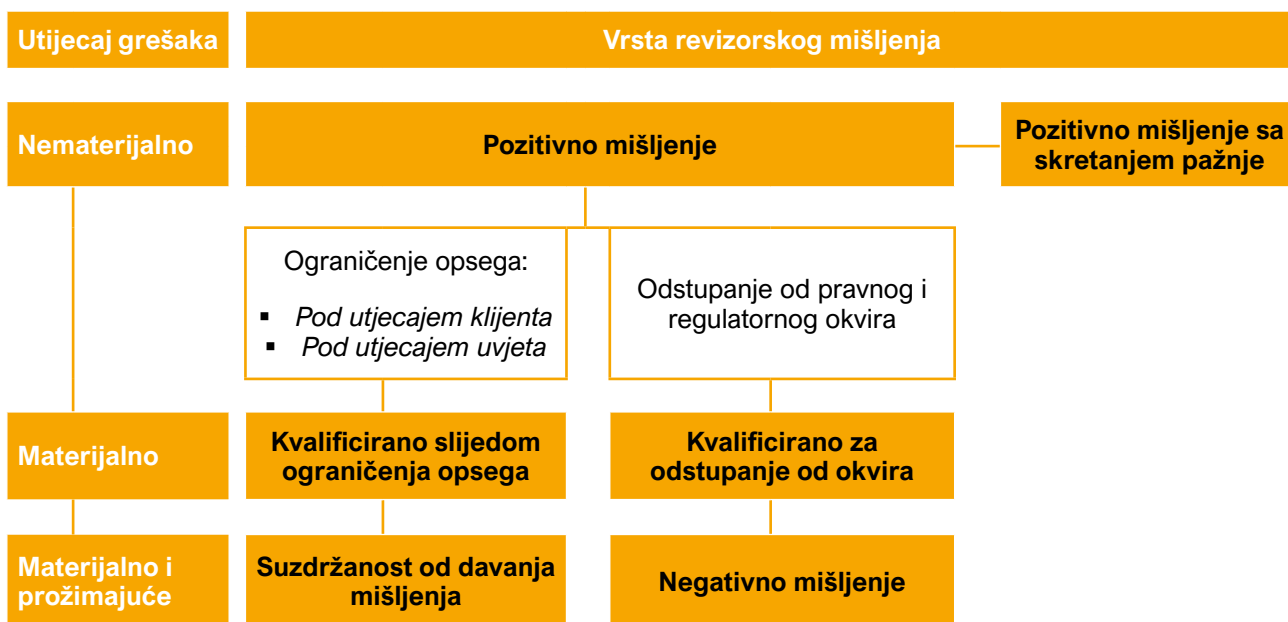 Utijecaj grešaka
Vrsta revizorskog mišljenja
Nematerijalno
Pozitivno mišljenje
Pozitivno mišljenje sa
skretanjem pažnje
Ograničenje opsega:
▪ Pod utjecajem klijenta
▪ Pod utjecajem uvjeta
Odstupanje od pravnog i
regulatornog okvira
Materijalno
Kvalificirano slijedom
ograničenja opsega
Kvalificirano za
odstupanje od okvira
Materijalno i
prožimajuće
Suzdržanost od davanja
mišljenja
Negativno mišljenje